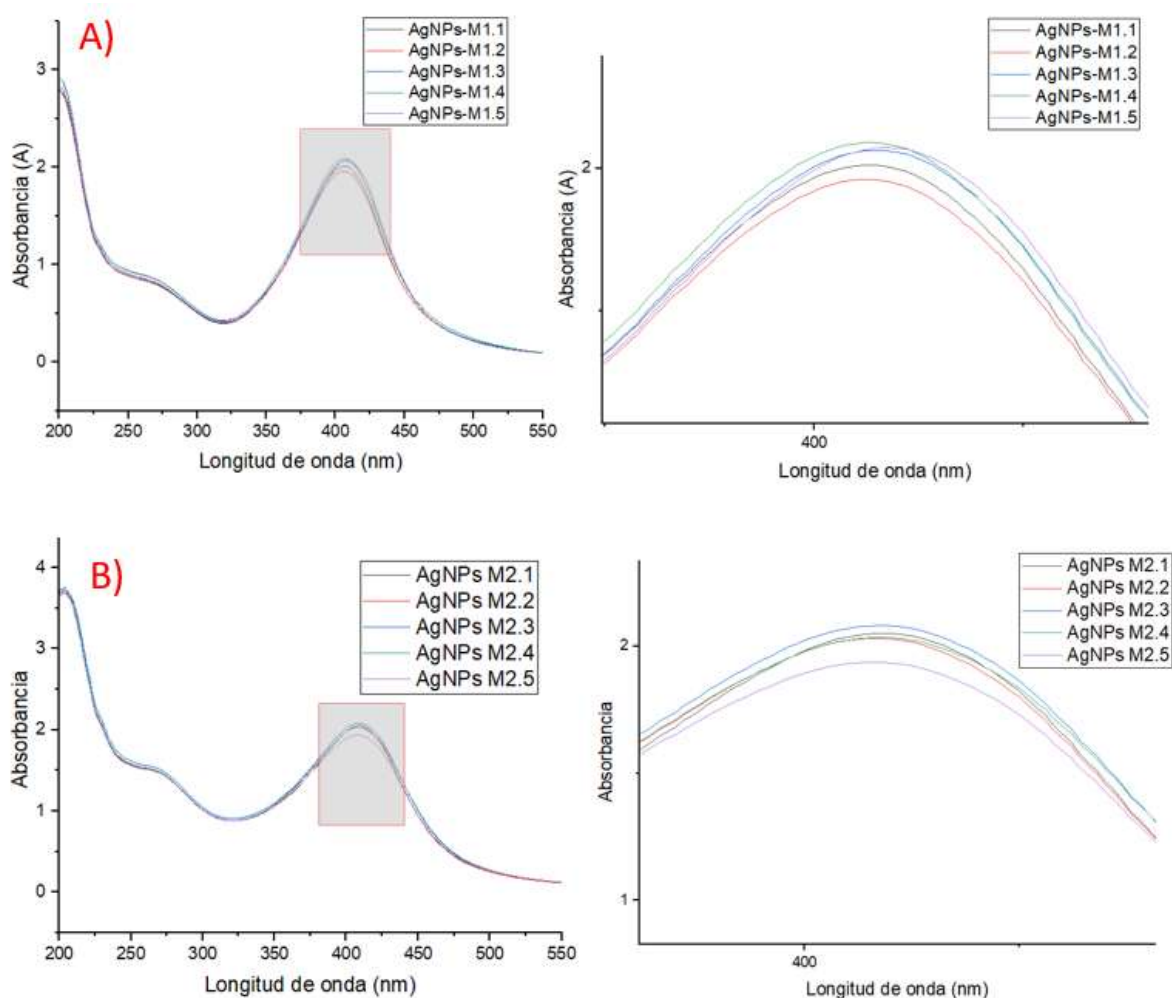 A)
AgNPs-M1.1
AgNPs-M1.2
AgNPs-M1.3
AgNPs-M1.4
AgNPs-M1.5
Absorbancia (A)
3
2
1
0
200 250 300 350 400 450 500 550
Longitud de onda (nm)
AgNPs-M1.1
AgNPs-M1.2
AgNPs-M1.3
AgNPs-M1.4
AgNPs-M1.5
Absorbancia (A)
2
400
Longitud de onda (nm)
B)
AgNPs M2.1
AgNPs M2.2
AgNPs M2.3
AgNPs M2.4
AgNPs M2.5
Absorbancia
4
3
2
1
0
200 250 300 350 400 450 500 550
Longitud de onda (nm)
AgNPs M2.1
AgNPs M2.2
AgNPs M2.3
AgNPs M2.4
AgNPs M2.5
Absorbancia
2
1
400
Longitud de onda (nm)